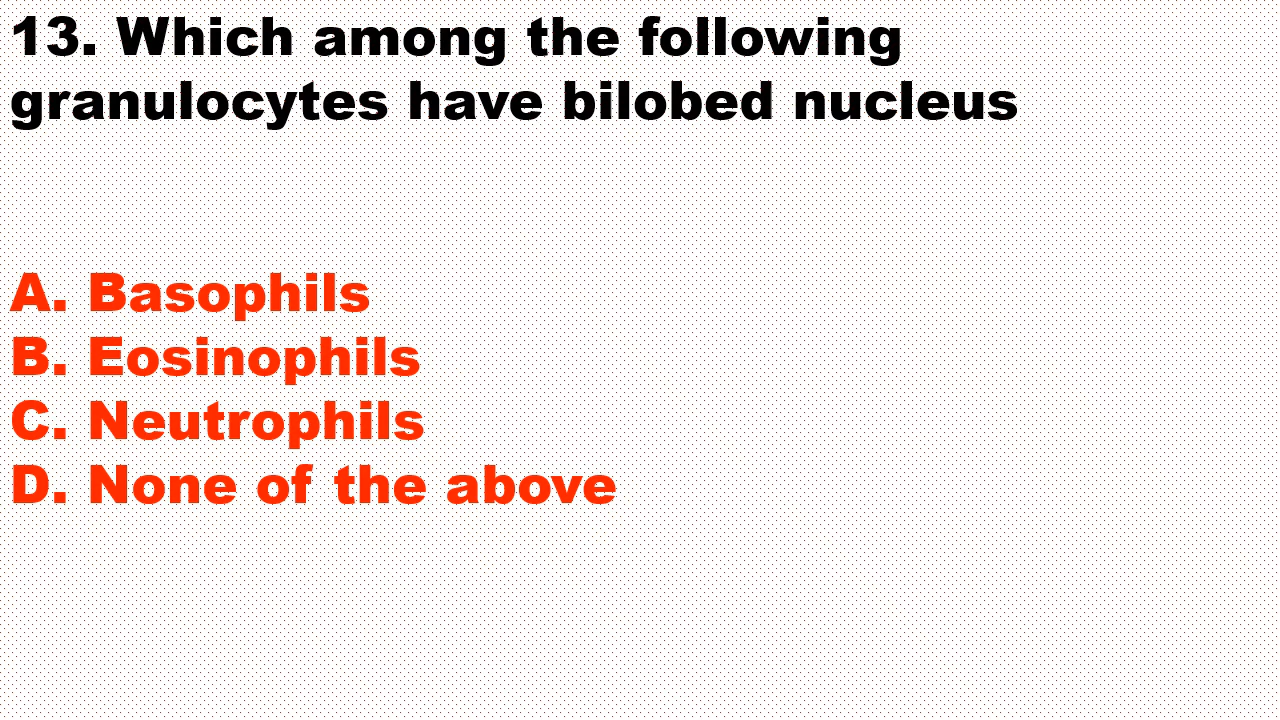 13. Which among the following
granulocytes have bilobed nucleus
A. Basophils
B. Eosinophils
C. Neutrophils
D. None of the above